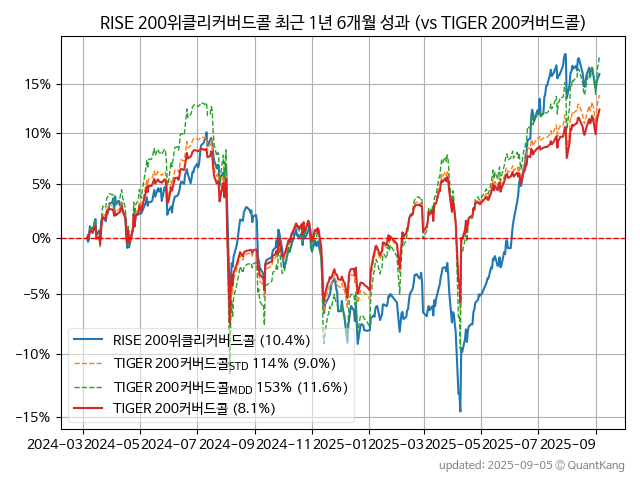 RISE 200위클리커버드콜 최근 1년 6개월 성과 (vs TIGER 200커버드콜)
15%
10%
5%
0%
−5%
−10%
−15%
RISE 200위클리커버드콜 (10.4%)
TIGER 200커버드콜STD 114% (9.0%)
TIGER 200커버드콜MDD 153% (11.6%)
TIGER 200커버드콜 (8.1%)
2024-03 2024-05 2024-07 2024-09 2024-11 2025-01 2025-03 2025-05 2025-07 2025-09
updated: 2025-09-05 © QuantKang